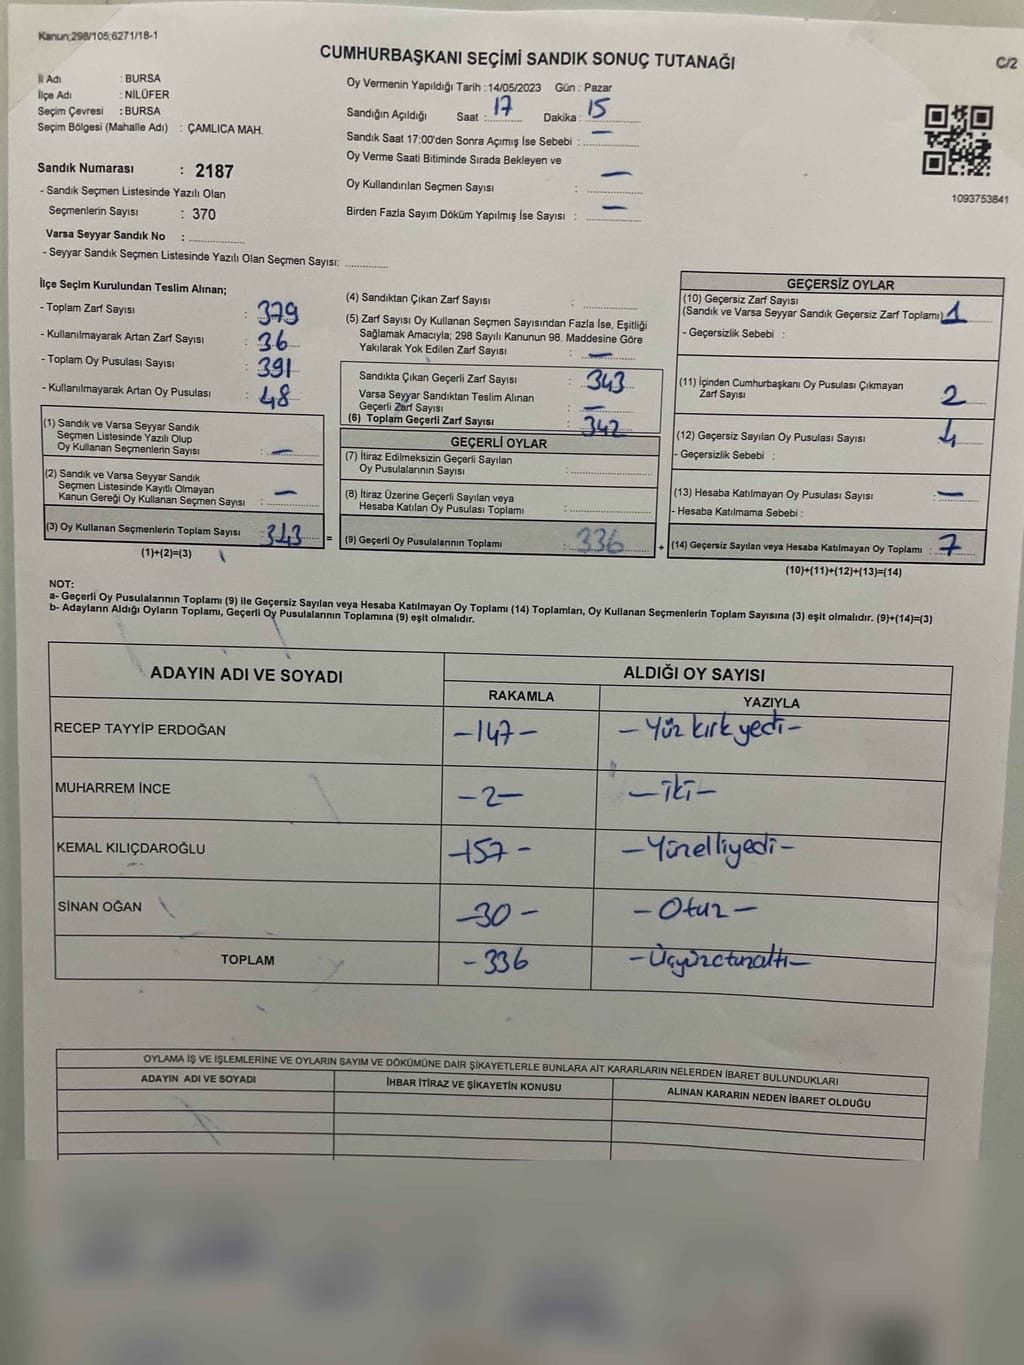 Kanun;298/105;6271/18-1
CUMHURBAŞKANI SEÇİMİ SANDIK SONUÇ TUTANAĞI
C/2
İl Adı : BURSA
İlçe Adı : NİLÜFER
Seçim Çevresi : BURSA
Seçim Bölgesi (Mahalle Adı) : ÇAMLICA MAH.
Sandık Numarası : 2187
- Sandık Seçmen Listesinde Yazılı Olan
Seçmenlerin Sayısı : 370
Varsa Seyyar Sandık No :
- Seyyar Sandık Seçmen Listesinde Yazılı Olan Seçmen Sayısı:
Oy Vermenin Yapıldığı Tarih :14/05/2023 Gün : Pazar
Sandığın Açıldığı Saat : 17 Dakika : 15
Sandık Saat 17:00'den Sonra Açımış İse Sebebi : —
Oy Verme Saati Bitiminde Sırada Bekleyen ve
Oy Kullandırılan Seçmen Sayısı : —
Birden Fazla Sayım Döküm Yapılmış İse Sayısı : —
1093753841
İlçe Seçim Kurulundan Teslim Alınan;
- Toplam Zarf Sayısı : 379
- Kullanılmayarak Artan Zarf Sayısı : 36
- Toplam Oy Pusulası Sayısı : 391
- Kullanılmayarak Artan Oy Pusulası : 48
(1) Sandık ve Varsa Seyyar Sandık
Seçmen Listesinde Yazılı Olup
Oy Kullanan Seçmenlerin Sayısı : —
(2) Sandık ve Varsa Seyyar Sandık
Seçmen Listesinde Kayıtlı Olmayan
Kanun Gereği Oy Kullanan Seçmen Sayısı : —
(3) Oy Kullanan Seçmenlerin Toplam Sayısı : 343 =
(1)+(2)=(3)
(4) Sandıktan Çıkan Zarf Sayısı :
(5) Zarf Sayısı Oy Kullanan Seçmen Sayısından Fazla İse, Eşitliği
Sağlamak Amacıyla; 298 Sayılı Kanunun 98. Maddesine Göre
Yakılarak Yok Edilen Zarf Sayısı : —
Sandıkta Çıkan Geçerli Zarf Sayısı : 343
Varsa Seyyar Sandıktan Teslim Alınan
Geçerli Zarf Sayısı : —
(6) Toplam Geçerli Zarf Sayısı : 342
GEÇERLİ OYLAR
(7) İtiraz Edilmeksizin Geçerli Sayılan
Oy Pusulalarının Sayısı :
(8) İtiraz Üzerine Geçerli Sayılan veya
Hesaba Katılan Oy Pusulası Toplamı :
(9) Geçerli Oy Pusulalarının Toplamı : 336 +
GEÇERSİZ OYLAR
(10) Geçersiz Zarf Sayısı
(Sandık ve Varsa Seyyar Sandık Geçersiz Zarf Toplamı) 1
- Geçersizlik Sebebi :
(11) İçinden Cumhurbaşkanı Oy Pusulası Çıkmayan
Zarf Sayısı 2
(12) Geçersiz Sayılan Oy Pusulası Sayısı 4
- Geçersizlik Sebebi :
(13) Hesaba Katılmayan Oy Pusulası Sayısı : —
- Hesaba Katılmama Sebebi :
(14) Geçersiz Sayılan veya Hesaba Katılmayan Oy Toplamı : 7
(10)+(11)+(12)+(13)=(14)
NOT:
a- Geçerli Oy Pusulalarının Toplamı (9) ile Geçersiz Sayılan veya Hesaba Katılmayan Oy Toplamı (14) Toplamları, Oy Kullanan Seçmenlerin Toplam Sayısına (3) eşit olmalıdır. (9)+(14)=(3)
b- Adayların Aldığı Oyların Toplamı, Geçerli Oy Pusulalarının Toplamına (9) eşit olmalıdır.
ADAYIN ADI VE SOYADI ALDIĞI OY SAYISI
RAKAMLA YAZIYLA
RECEP TAYYİP ERDOĞAN -147- -Yüz kırk yedi-
MUHARREM İNCE -2- -iki-
KEMAL KILIÇDAROĞLU -157- -Yüzelliyedi-
SİNAN OĞAN -30- -Otuz-
TOPLAM -336 -Üçyüzotuzaltı-
OYLAMA İŞ VE İŞLEMLERİNE VE OYLARIN SAYIM VE DÖKÜMÜNE DAİR ŞİKAYETLERLE BUNLARA AİT KARARLARIN NELERDEN İBARET BULUNDUKLARI
ADAYIN ADI VE SOYADI İHBAR İTİRAZ VE ŞİKAYETİN KONUSU ALINAN KARARIN NEDEN İBARET OLDUĞU